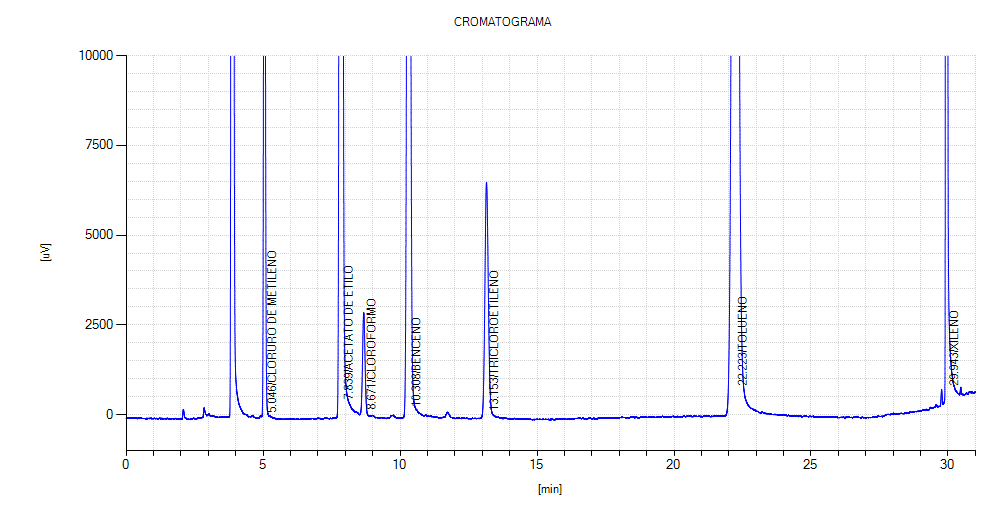 CROMATOGRAMA
10000
7500
5000
2500
0
[uV]
5.046/CLORURO DE METILENO
7.839/ACETATO DE ETILO
8.671/CLOROFORMO
10.308/BENCENO
13.153/TRICLOROETILENO
22.223/TOLUENO
29.943/XILENO
0 5 10 15 20 25 30
[min]